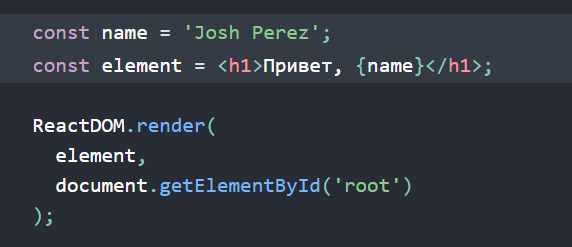 const name = 'Josh Perez';
const element = <h1>Привет, {name}</h1>;
ReactDOM.render(
element,
document.getElementById('root')
);